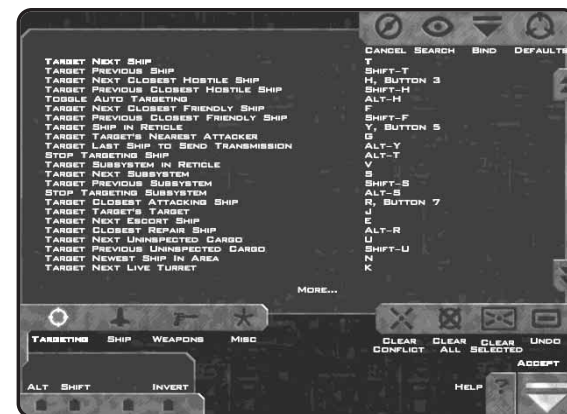 CANCEL SEARCH BIND DEFAULTS
TARGET NEXT SHIP T
TARGET PREVIOUS SHIP SHIFT-T
TARGET NEXT CLOSEST HOSTILE SHIP H, BUTTON 3
TARGET PREVIOUS CLOSEST HOSTILE SHIP SHIFT-H
TOGGLE AUTO TARGETING ALT-H
TARGET NEXT CLOSEST FRIENDLY SHIP F
TARGET PREVIOUS CLOSEST FRIENDLY SHIP SHIFT-F
TARGET SHIP IN RETICLE Y, BUTTON 5
TARGET TARGET'S NEAREST ATTACKER G
TARGET LAST SHIP TO SEND TRANSMISSION ALT-Y
STOP TARGETING SHIP ALT-T
TARGET SUBSYSTEM IN RETICLE V
TARGET NEXT SUBSYSTEM S
TARGET PREVIOUS SUBSYSTEM SHIFT-S
STOP TARGETING SUBSYSTEM ALT-S
TARGET CLOSEST ATTACKING SHIP R, BUTTON 7
TARGET TARGET'S TARGET J
TARGET NEXT ESCORT SHIP E
TARGET CLOSEST REPAIR SHIP ALT-R
TARGET NEXT UNINSPECTED CARGO U
TARGET PREVIOUS UNINSPECTED CARGO SHIFT-U
TARGET NEWEST SHIP IN AREA N
TARGET NEXT LIVE TURRET K
MORE...
TARGETING SHIP WEAPONS MISC
CLEAR CONFLICT CLEAR ALL CLEAR SELECTED UNDO
ACCEPT
ALT SHIFT INVERT HELP
?